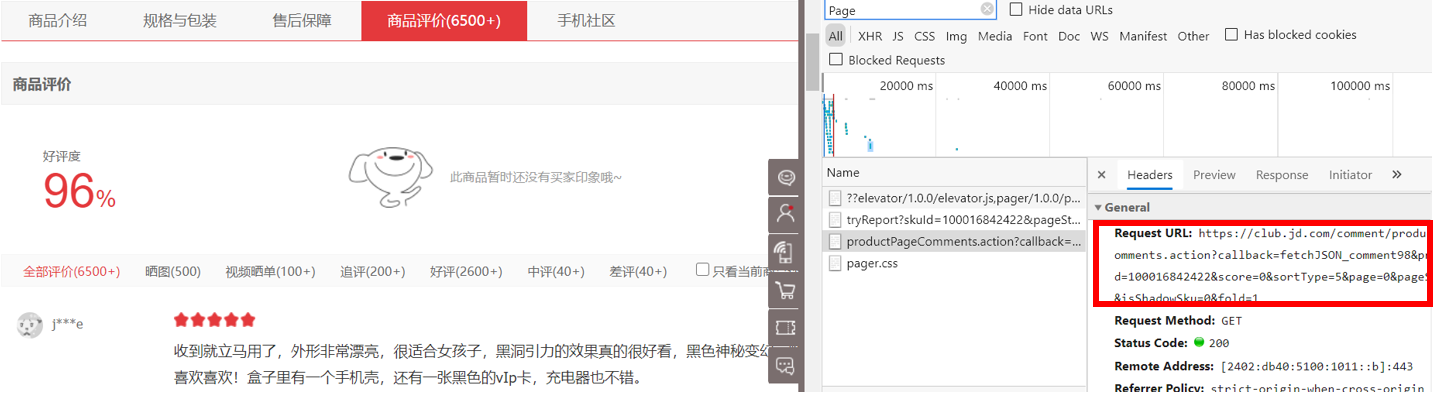 商品介绍 规格与包装 售后保障 商品评价(6500+) 手机社区
商品评价
好评度
96%
此商品暂时还没有买家印象哦~
全部评价(6500+) 晒图(500) 视频晒单(100+) 追评(200+) 好评(2600+) 中评(40+) 差评(40+) 只看当前商
j***e
收到就立马用了，外形非常漂亮，很适合女孩子，黑洞引力的效果真的很好看，黑色神秘变幻
喜欢喜欢！盒子里有一个手机壳，还有一张黑色的vIp卡，充电器也不错。
Page
Hide data URLs
All XHR JS CSS Img Media Font Doc WS Manifest Other Has blocked cookies
Blocked Requests
20000 ms 40000 ms 60000 ms 80000 ms 100000 ms
Name
??elevator/1.0.0/elevator.js,pager/1.0.0/p...
tryReport?skuId=100016842422&pageSt...
productPageComments.action?callback=...
pager.css
Headers Preview Response Initiator
General
Request URL: https://club.jd.com/comment/produ
omments.action?callback=fetchJSON_comment98&p
d=100016842422&score=0&sortType=5&page=0&page
&isShadowSku=0&fold=1
Request Method: GET
Status Code: 200
Remote Address: [2402:db40:5100:1011::b]:443
Referrer Policy: strict-origin-when-cross-origin